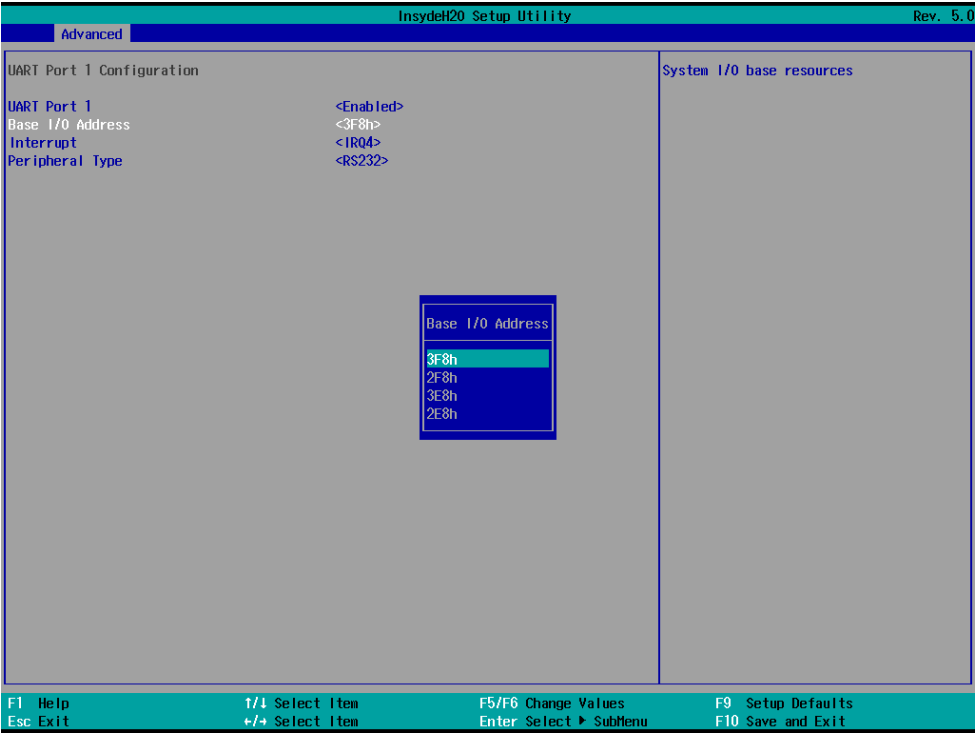 InsydeH20 Setup Utility Rev. 5.0
Advanced
UART Port 1 Configuration
System I/O base resources
UART Port 1 <Enabled>
Base I/O Address <3F8h>
Interrupt <IRQ4>
Peripheral Type <RS232>
Base I/O Address
3F8h
2F8h
3E8h
2E8h
F1 Help ↑/↓ Select Item F5/F6 Change Values F9 Setup Defaults
Esc Exit ←/→ Select Item Enter Select ▶ SubMenu F10 Save and Exit